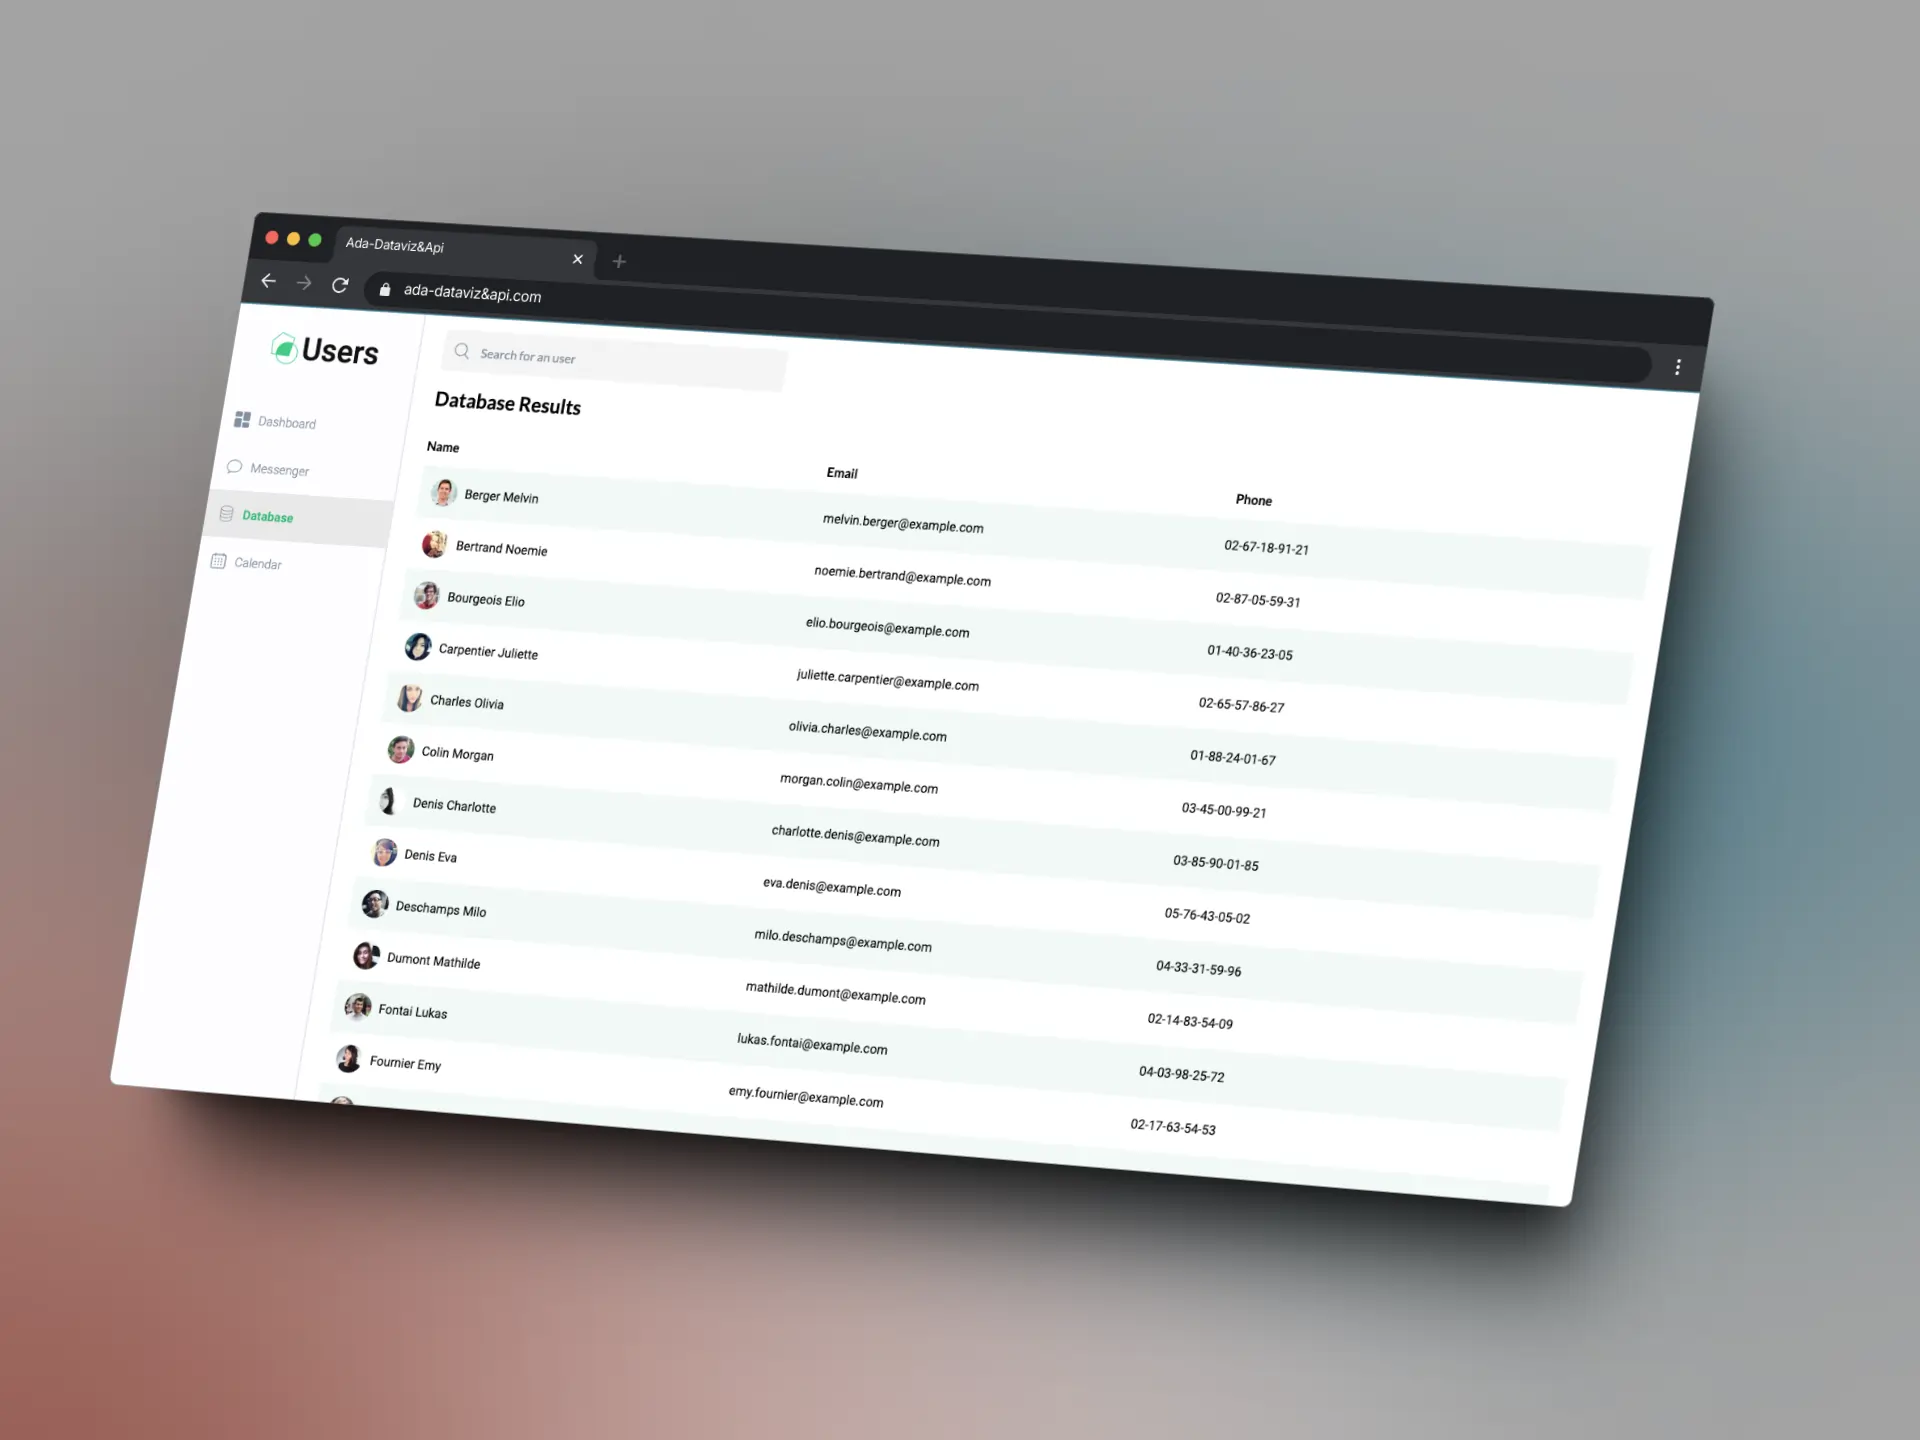 Ada-Dataviz&Api
ada-dataviz&api.com
Users
Search for an user
Dashboard
Messenger
Database
Calendar
Database Results
Name Email Phone
Berger Melvin melvin.berger@example.com 02-67-18-91-21
Bertrand Noemie noemie.bertrand@example.com 02-87-05-59-31
Bourgeois Elio elio.bourgeois@example.com 01-40-36-23-05
Carpentier Juliette juliette.carpentier@example.com 02-65-57-86-27
Charles Olivia olivia.charles@example.com 01-88-24-01-67
Colin Morgan morgan.colin@example.com 03-45-00-99-21
Denis Charlotte charlotte.denis@example.com 03-85-90-01-85
Denis Eva eva.denis@example.com 05-76-43-05-02
Deschamps Milo milo.deschamps@example.com 04-33-31-59-96
Dumont Mathilde mathilde.dumont@example.com 02-14-83-54-09
Fontai Lukas lukas.fontai@example.com 04-03-98-25-72
Fournier Emy emy.fournier@example.com 02-17-63-54-53